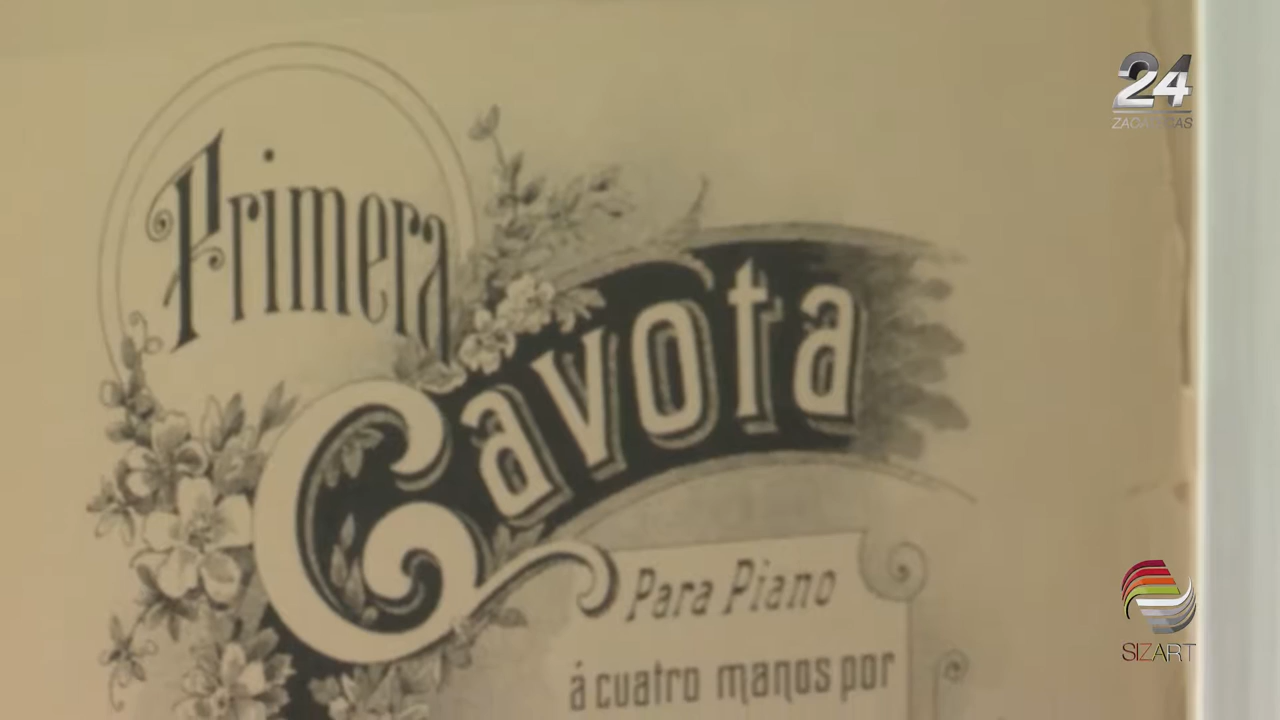 Primera
Gavota
Para Piano
á cuatro manos por
24
ZACATECAS
SIZART